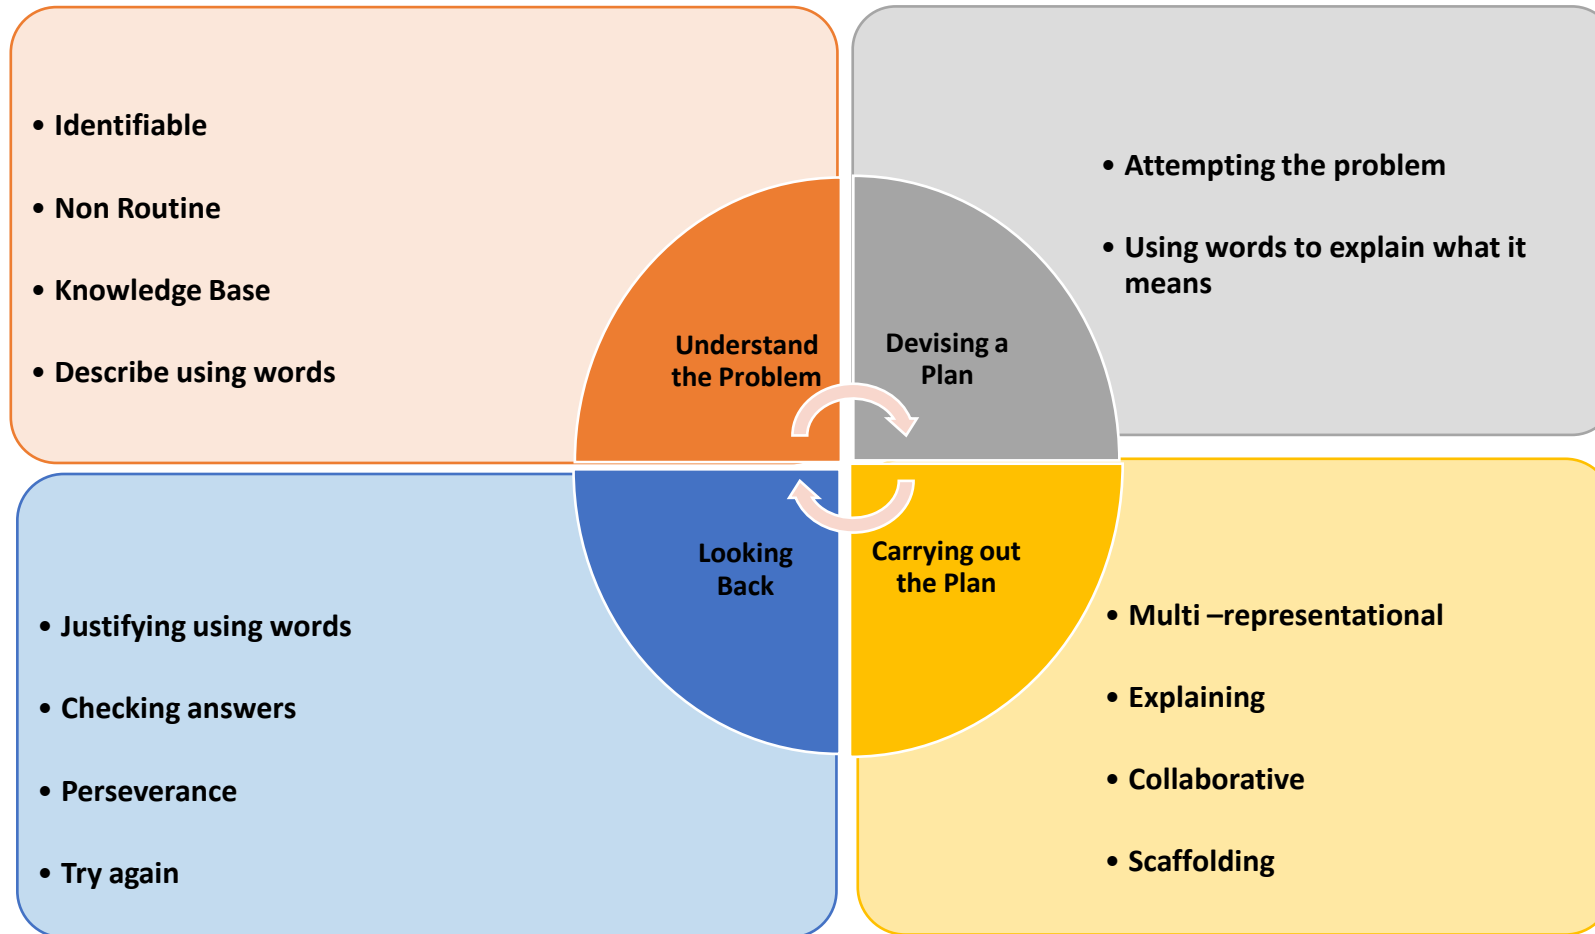 • Identifiable
• Non Routine
• Knowledge Base
• Describe using words
Understand
the Problem
• Attempting the problem
• Using words to explain what it
means
Devising a
Plan
Looking
Back
• Justifying using words
• Checking answers
• Perseverance
• Try again
Carrying out
the Plan
• Multi –representational
• Explaining
• Collaborative
• Scaffolding